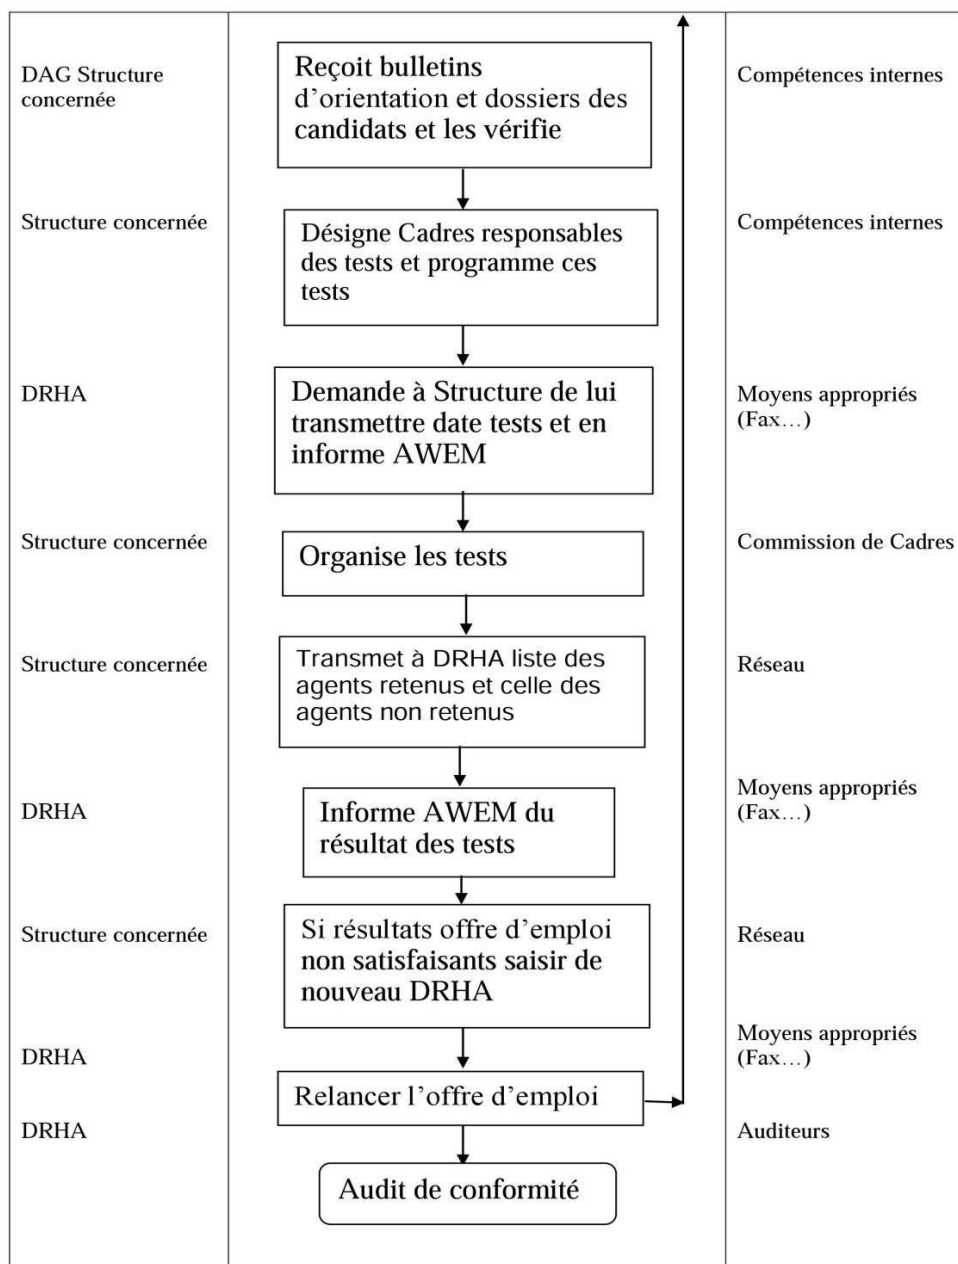 DAG Structure
concernée
Reçoit bulletins
d'orientation et dossiers des
candidats et les vérifie
Compétences internes
Structure concernée
Désigne Cadres responsables
des tests et programme ces
tests
Compétences internes
DRHA
Demande à Structure de lui
transmettre date tests et en
informe AWEM
Moyens appropriés
(Fax…)
Structure concernée
Organise les tests
Commission de Cadres
Structure concernée
Transmet à DRHA liste des
agents retenus et celle des
agents non retenus
Réseau
DRHA
Informe AWEM du
résultat des tests
Moyens appropriés
(Fax…)
Structure concernée
Si résultats offre d'emploi
non satisfaisants saisir de
nouveau DRHA
Réseau
DRHA
Relancer l'offre d'emploi
Moyens appropriés
(Fax…)
DRHA
Audit de conformité
Auditeurs